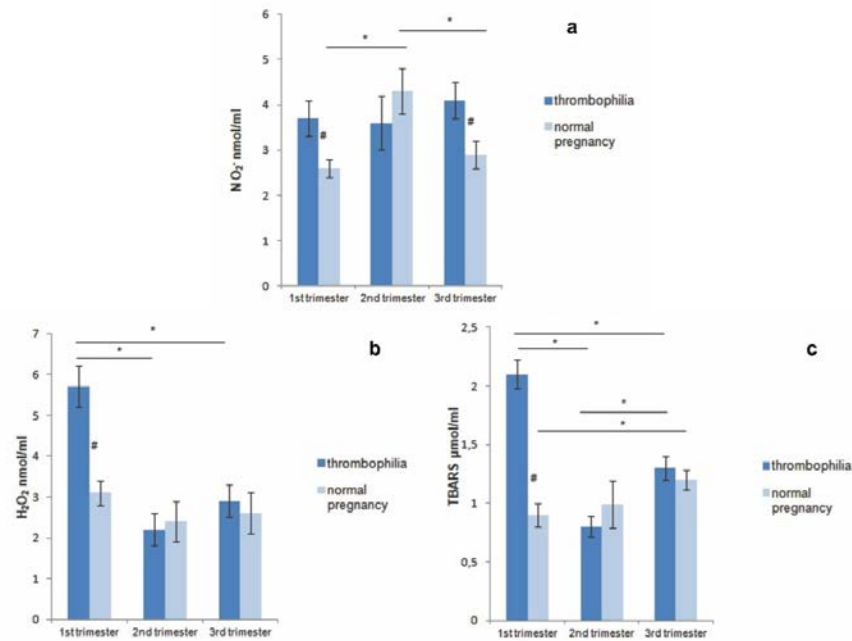 a
*
*
6
5
4
3
2
1
0
NO₂⁻ nmol/ml
#
#
1st trimester 2nd trimester 3rd trimester
thrombophilia
normal
pregnancy
b
*
*
7
6
5
4
3
2
1
0
H₂O₂ nmol/ml
#
1st trimester 2nd trimester 3rd trimester
thrombophilia
normal
pregnancy
c
*
*
*
*
2,5
2
1,5
1
0,5
0
TBARS µmol/ml
#
1st trimester 2nd trimester 3rd trimester
thrombophilia
normal
pregnancy